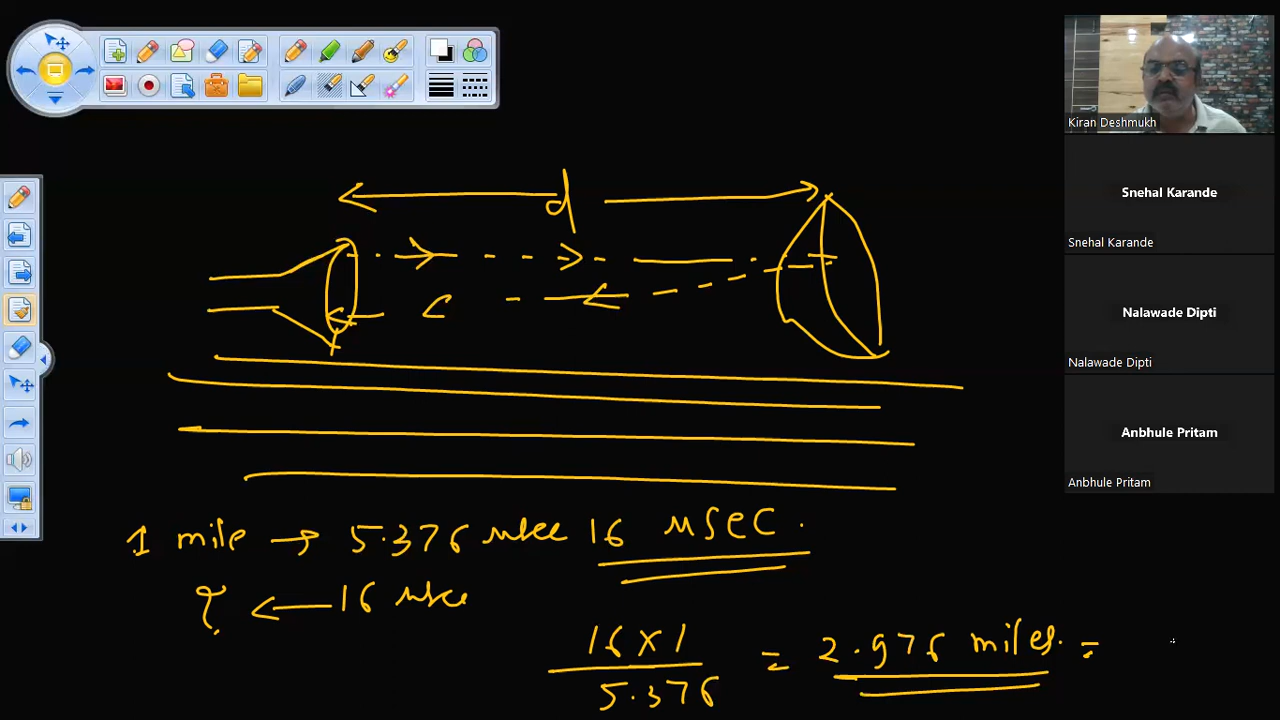 Kiran Deshmukh
Snehal Karande
Snehal Karande
Nalawade Dipti
Nalawade Dipti
Anbhule Pritam
Anbhule Pritam
d
C
1 mile → 5.376 μsec 16 μsec.
? ← 16 μsec
16 x 1
5.376
= 2.976 miles. =